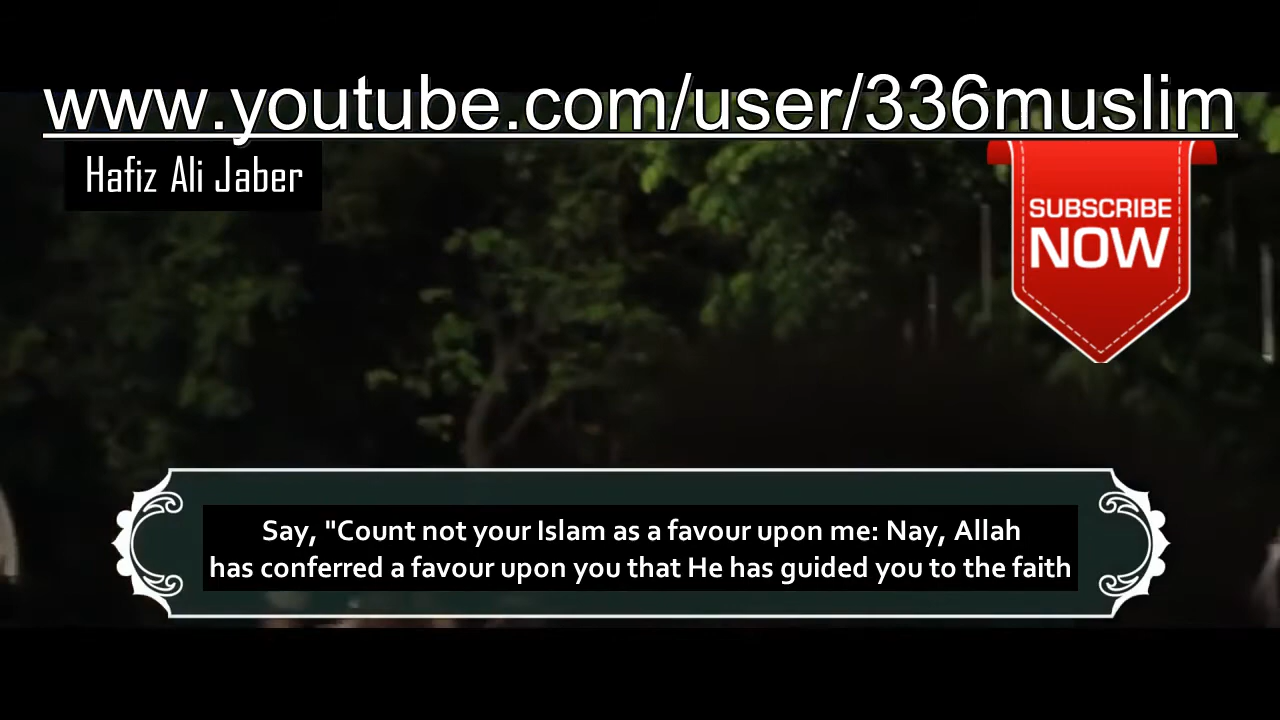 www.youtube.com/user/336muslim
Hafiz Ali Jaber
SUBSCRIBE
NOW
Say, "Count not your Islam as a favour upon me: Nay, Allah
has conferred a favour upon you that He has guided you to the faith